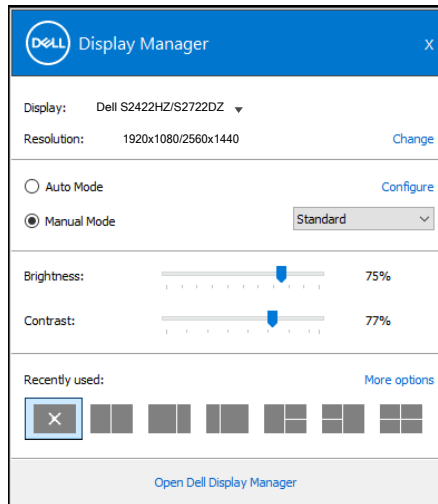 DELL Display Manager X
Display: Dell S2422HZ/S2722DZ
Resolution: 1920x1080/2560x1440 Change
Auto Mode Configure
Manual Mode Standard
Brightness: 75%
Contrast: 77%
Recently used: More options
Open Dell Display Manager